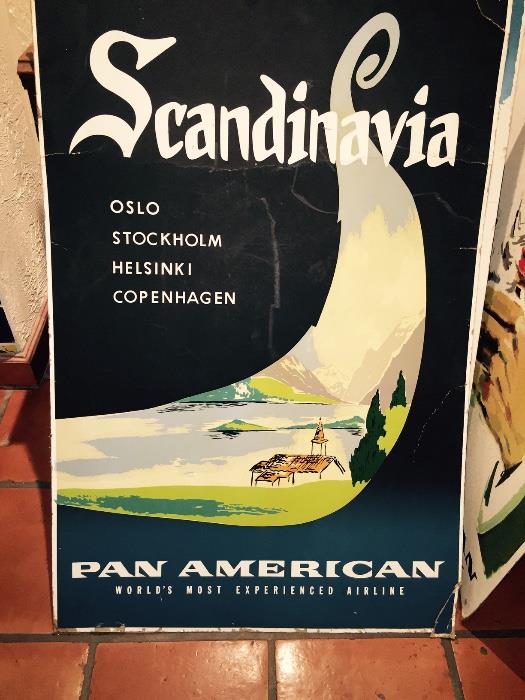 Scandinavia
OSLO
STOCKHOLM
HELSINKI
COPENHAGEN
PAN AMERICAN
WORLD'S MOST EXPERIENCED AIRLINE